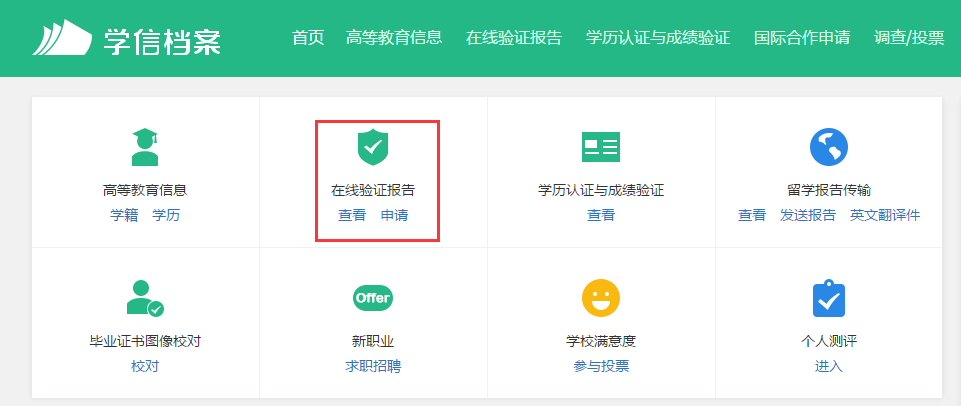 学信档案 首页 高等教育信息 在线验证报告 学历认证与成绩验证 国际合作申请 调查/投票
高等教育信息 在线验证报告 学历认证与成绩验证 留学报告传输
学籍 学历 查看 申请 查看 查看 发送报告 英文翻译件
Offer
毕业证书图像校对 新职业 学校满意度 个人测评
校对 求职招聘 参与投票 进入